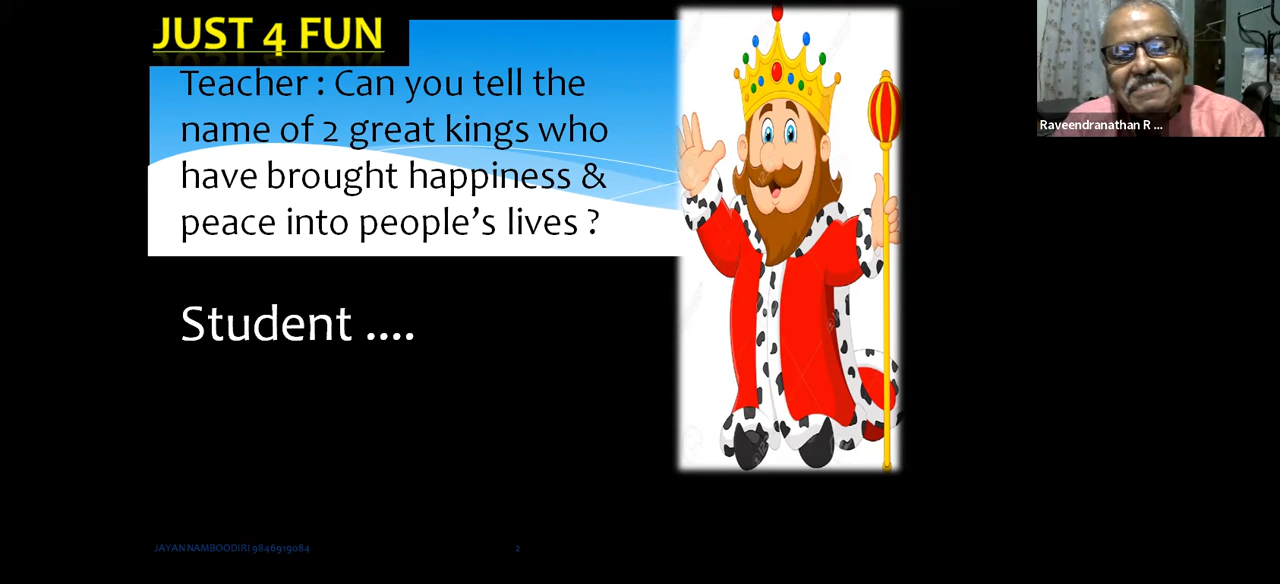 JUST 4 FUN
Teacher : Can you tell the
name of 2 great kings who
have brought happiness &
peace into people's lives ?
Student ....
Raveendranathan R ...
JAYAN NAMBOODIRI 9846919084
2